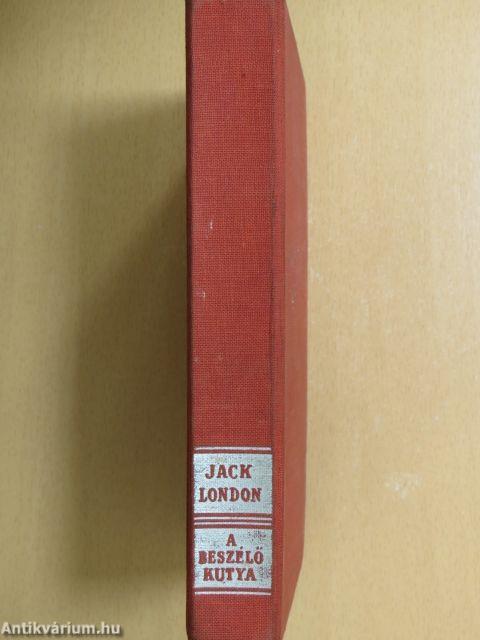 JACK
LONDON
A
BESZÉLŐ
KUTYA
Antikvárium.hu